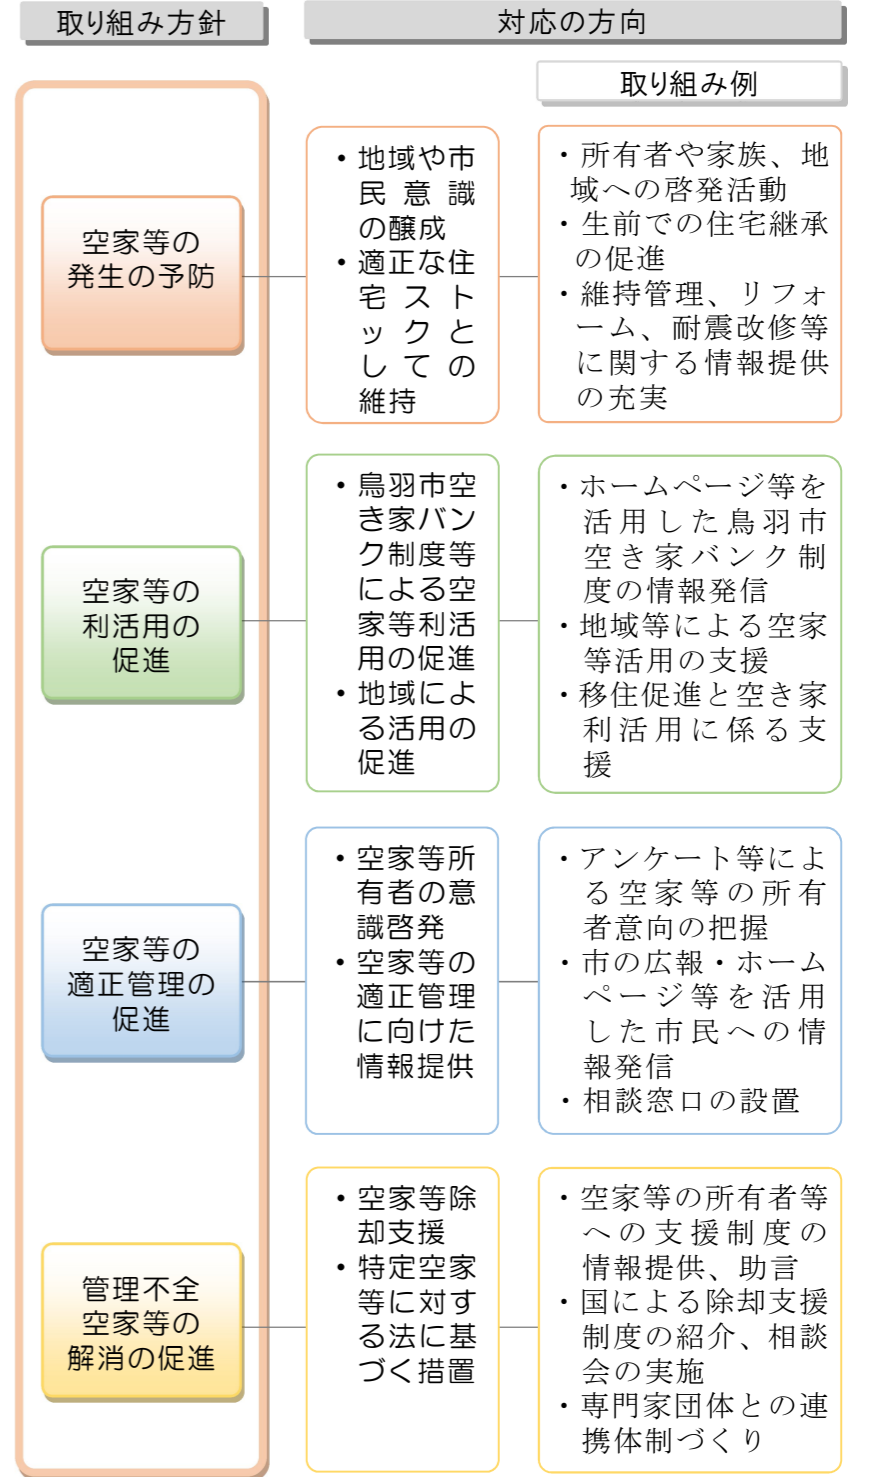 取り組み方針
対応の方向
取り組み例
空家等の
発生の予防
・地域や市
民意識
の醸成
・適正な住
宅スト
ックと
しての
維持
・所有者や家族、地
域への啓発活動
・生前での住宅継承
の促進
・維持管理、リフォ
ーム、耐震改修等
に関する情報提供
の充実
空家等の
利活用の
促進
・鳥羽市空
き家バン
ク制度等
による空
家等利活
用の促進
・地域によ
る活用の
促進
・ホームページ等を
活用した鳥羽市
空き家バンク制
度の情報発信
・地域等による空家
等活用の支援
・移住促進と空き家
利活用に係る支
援
空家等の
適正管理の
促進
・空家等所
有者の意
識啓発
・空家等の
適正管理
に向けた
情報提供
・アンケート等によ
る空家等の所有
者意向の把握
・市の広報・ホーム
ページ等を活用
した市民への情
報発信
・相談窓口の設置
管理不全
空家等の
解消の促進
・空家等除
却支援
・特定空家
等に対す
る法に基
づく措置
・空家等の所有者等
への支援制度の
情報提供、助言
・国による除却支援
制度の紹介、相談
会の実施
・専門家団体との連
携体制づくり